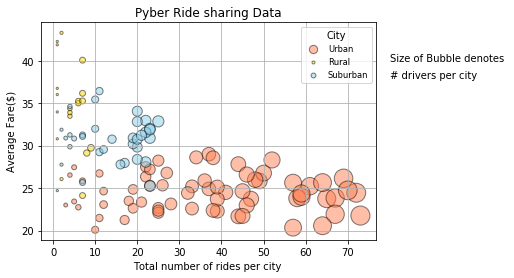 Pyber Ride sharing Data
City
Urban
Rural
Suburban
Size of Bubble denotes
# drivers per city
Average Fare($)
40
35
30
25
20
0 10 20 30 40 50 60 70
Total number of rides per city